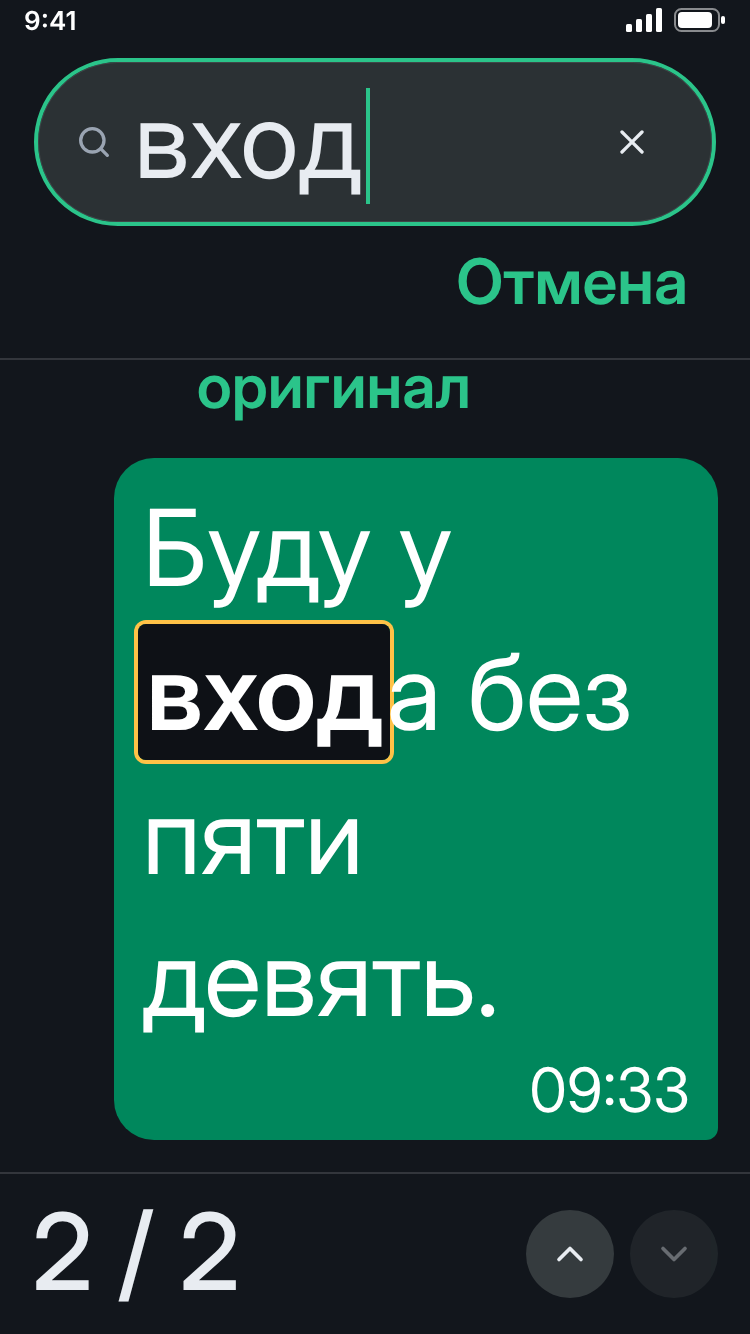 9:41
вход
Отмена
оригинал
Буду у
входа без
пяти
девять.
09:33
2 / 2